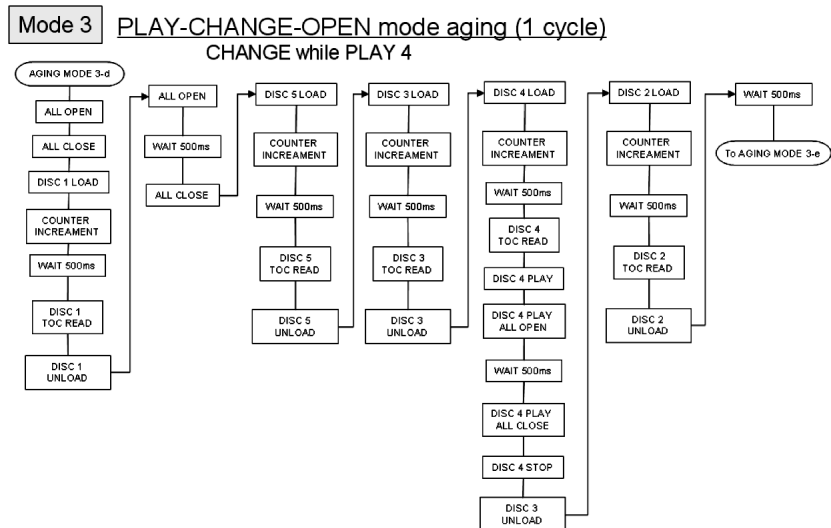 Mode 3
PLAY-CHANGE-OPEN mode aging (1 cycle)
CHANGE while PLAY 4
AGING MODE 3-d
ALL OPEN
ALL CLOSE
DISC 1 LOAD
COUNTER
INCREAMENT
WAIT 500ms
DISC 1
TOC READ
DISC 1
UNLOAD
ALL OPEN
WAIT 500ms
ALL CLOSE
DISC 5 LOAD
COUNTER
INCREAMENT
WAIT 500ms
DISC 5
TOC READ
DISC 5
UNLOAD
DISC 3 LOAD
COUNTER
INCREAMENT
WAIT 500ms
DISC 3
TOC READ
DISC 3
UNLOAD
DISC 4 LOAD
COUNTER
INCREAMENT
WAIT 500ms
DISC 4
TOC READ
DISC 4 PLAY
DISC 4 PLAY
ALL OPEN
WAIT 500ms
DISC 4 PLAY
ALL CLOSE
DISC 4 STOP
DISC 3
UNLOAD
DISC 2 LOAD
COUNTER
INCREAMENT
WAIT 500ms
DISC 2
TOC READ
DISC 2
UNLOAD
WAIT 500ms
To AGING MODE 3-e